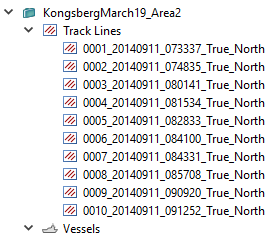 KongsbergMarch19_Area2
Track Lines
0001_20140911_073337_True_North
0002_20140911_074835_True_North
0003_20140911_080141_True_North
0004_20140911_081534_True_North
0005_20140911_082833_True_North
0006_20140911_084100_True_North
0007_20140911_084331_True_North
0008_20140911_085708_True_North
0009_20140911_090920_True_North
0010_20140911_091252_True_North
Vessels